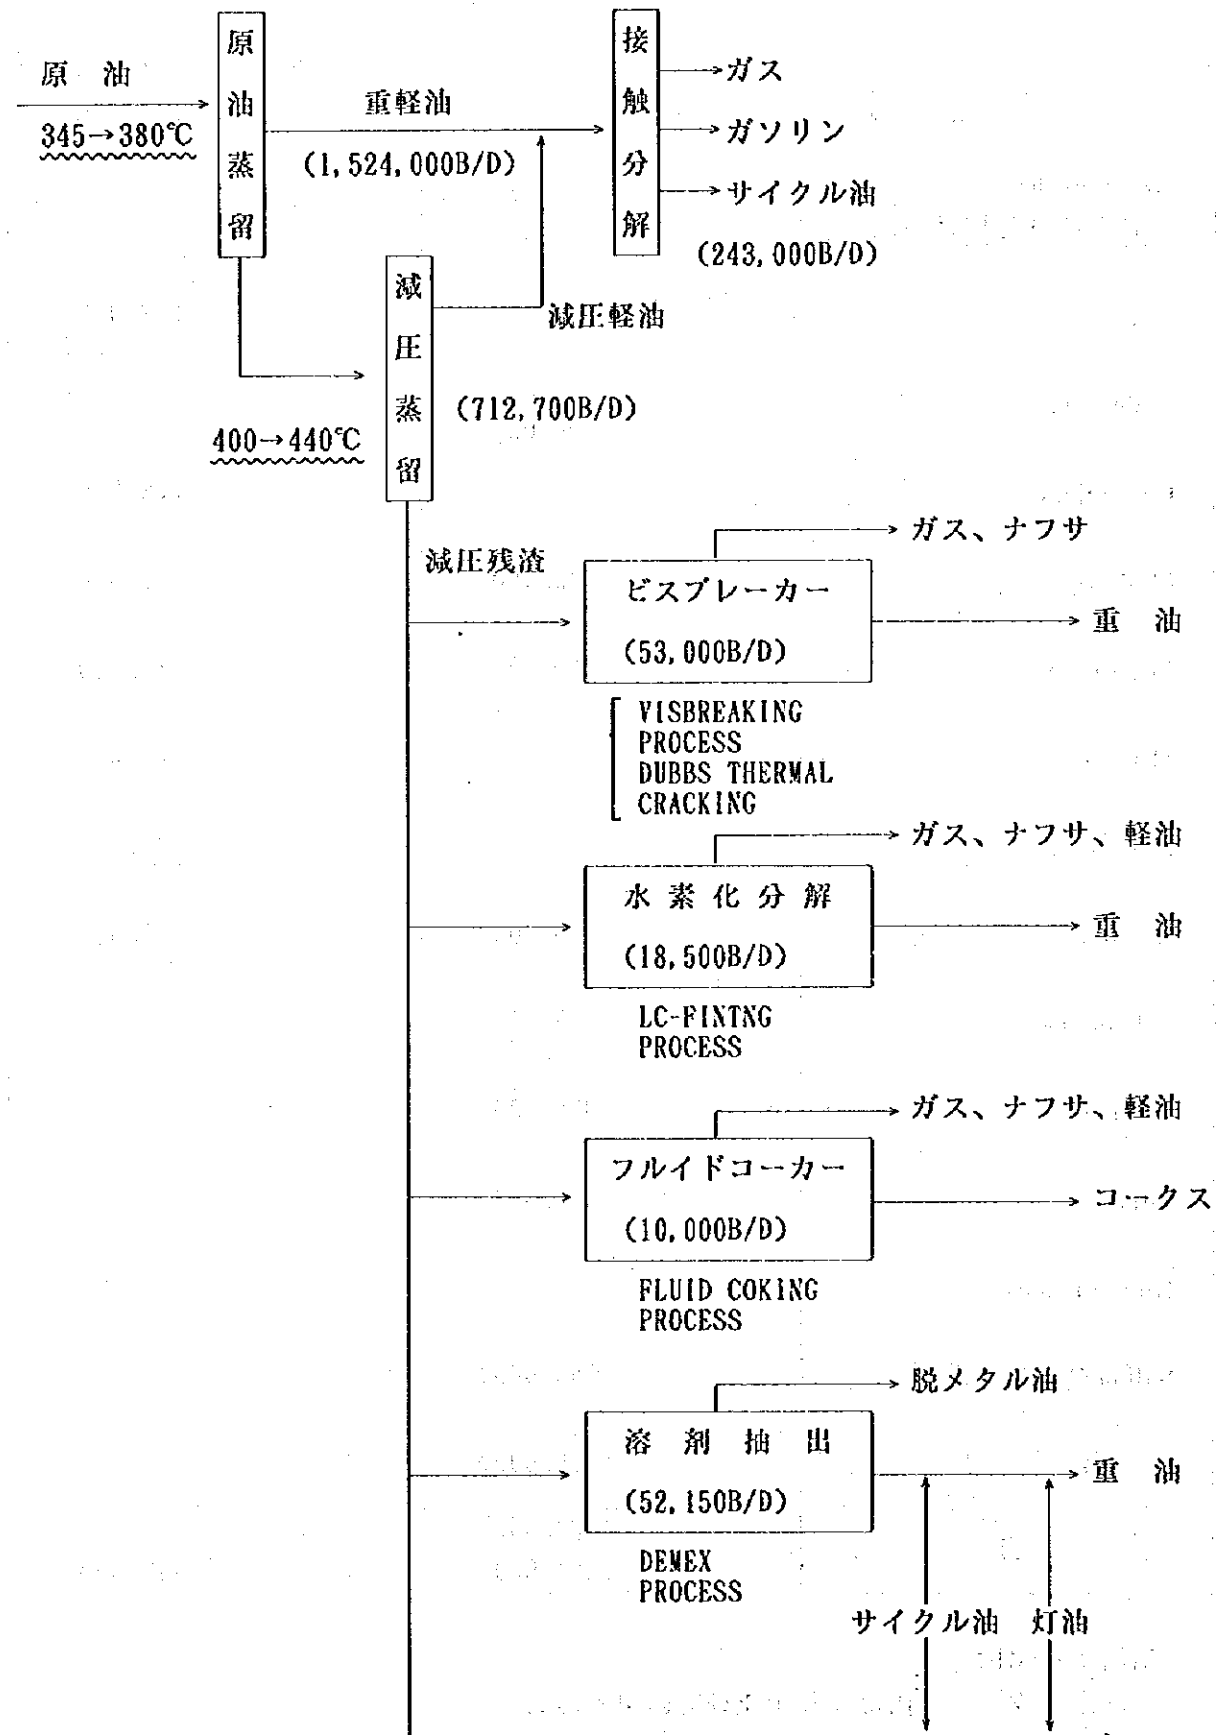 原油
345→380℃
原油蒸留
重軽油
(1,524,000B/D)
接触分解
ガス
ガソリン
サイクル油
(243,000B/D)
減圧軽油
減圧蒸留
(712,700B/D)
400→440℃
減圧残渣
ガス、ナフサ
ビスブレーカー
(53,000B/D)
重油
VISBREAKING
PROCESS
DUBBS THERMAL
CRACKING
ガス、ナフサ、軽油
水素化分解
(18,500B/D)
重油
LC-FINTNG
PROCESS
ガス、ナフサ、軽油
フルイドコーカー
(10,000B/D)
コークス
FLUID COKING
PROCESS
脱メタル油
溶剤抽出
(52,150B/D)
重油
DEMEX
PROCESS
サイクル油 灯油